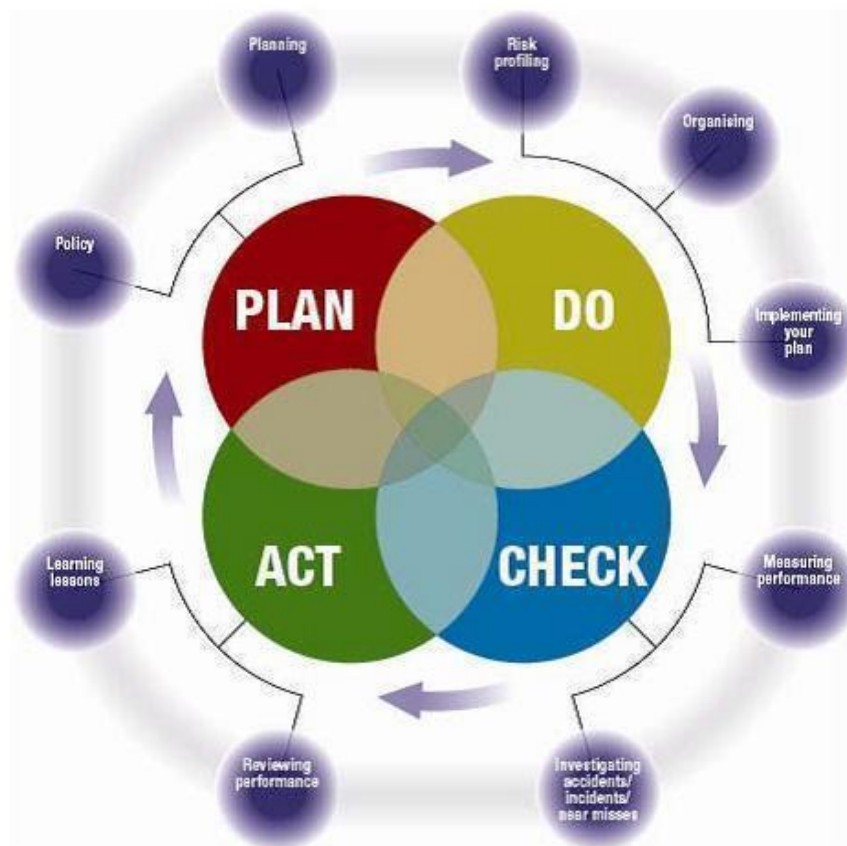 Planning
Risk
profiling
Organising
Policy
PLAN
DO
Implementing
your
plan
ACT
CHECK
Learning
lessons
Measuring
performance
Reviewing
performance
Investigating
accidents/
incidents/
near misses